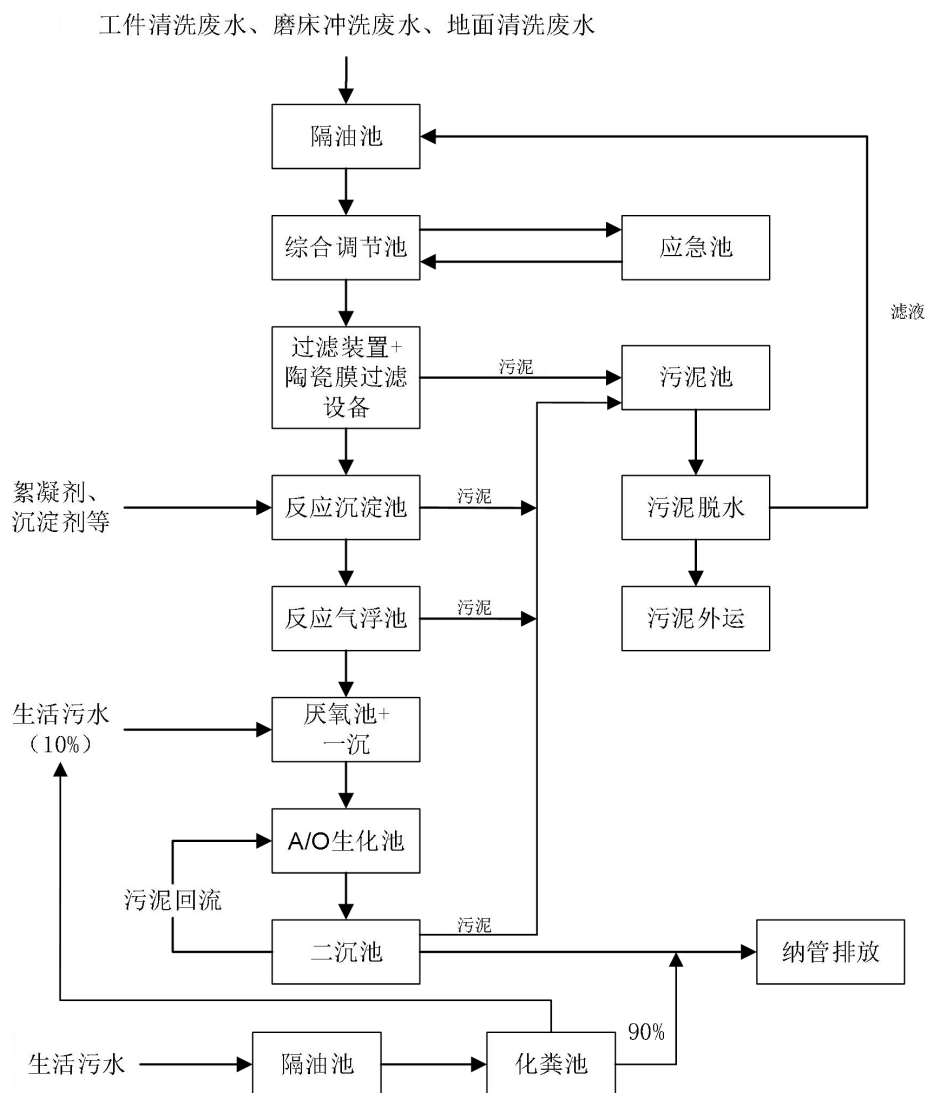 工件清洗废水、磨床冲洗废水、地面清洗废水
隔油池
综合调节池
应急池
滤液
过滤装置+
陶瓷膜过滤
设备
污泥
污泥池
絮凝剂、
沉淀剂等
反应沉淀池
污泥
污泥脱水
反应气浮池
污泥
污泥外运
生活污水
（10%）
厌氧池+
一沉
A/O生化池
污泥回流
二沉池
污泥
纳管排放
90%
生活污水
隔油池
化粪池